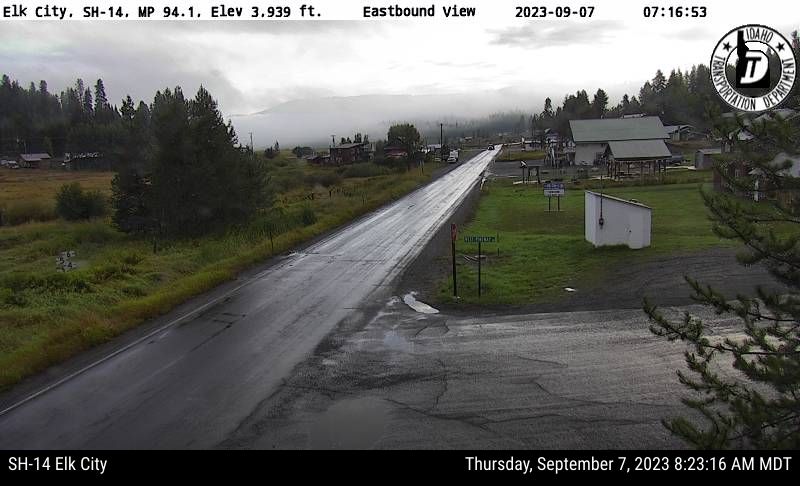 Elk City, SH-14, MP 94.1, Elev 3,939 ft. Eastbound View 2023-09-07 07:16:53
IDAHO
TRANSPORTATION DEPARTMENT
SH-14 Elk City Thursday, September 7, 2023 8:23:16 AM MDT